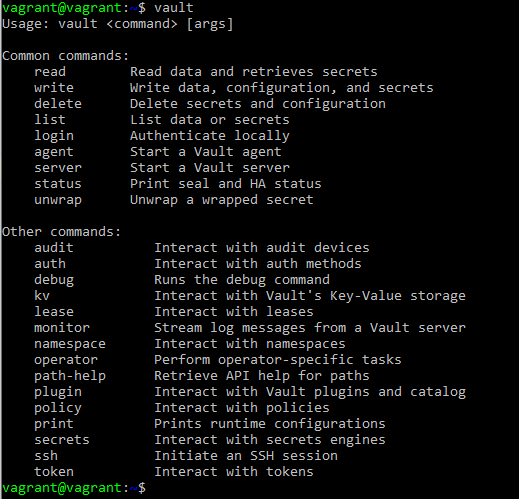 vagrant@vagrant:~$ vault
Usage: vault <command> [args]

Common commands:
    read        Read data and retrieves secrets
    write       Write data, configuration, and secrets
    delete      Delete secrets and configuration
    list        List data or secrets
    login       Authenticate locally
    agent       Start a Vault agent
    server      Start a Vault server
    status      Print seal and HA status
    unwrap      Unwrap a wrapped secret

Other commands:
    audit          Interact with audit devices
    auth           Interact with auth methods
    debug          Runs the debug command
    kv             Interact with Vault's Key-Value storage
    lease          Interact with leases
    monitor        Stream log messages from a Vault server
    namespace      Interact with namespaces
    operator       Perform operator-specific tasks
    path-help      Retrieve API help for paths
    plugin         Interact with Vault plugins and catalog
    policy         Interact with policies
    print          Prints runtime configurations
    secrets        Interact with secrets engines
    ssh            Initiate an SSH session
    token          Interact with tokens
vagrant@vagrant:~$